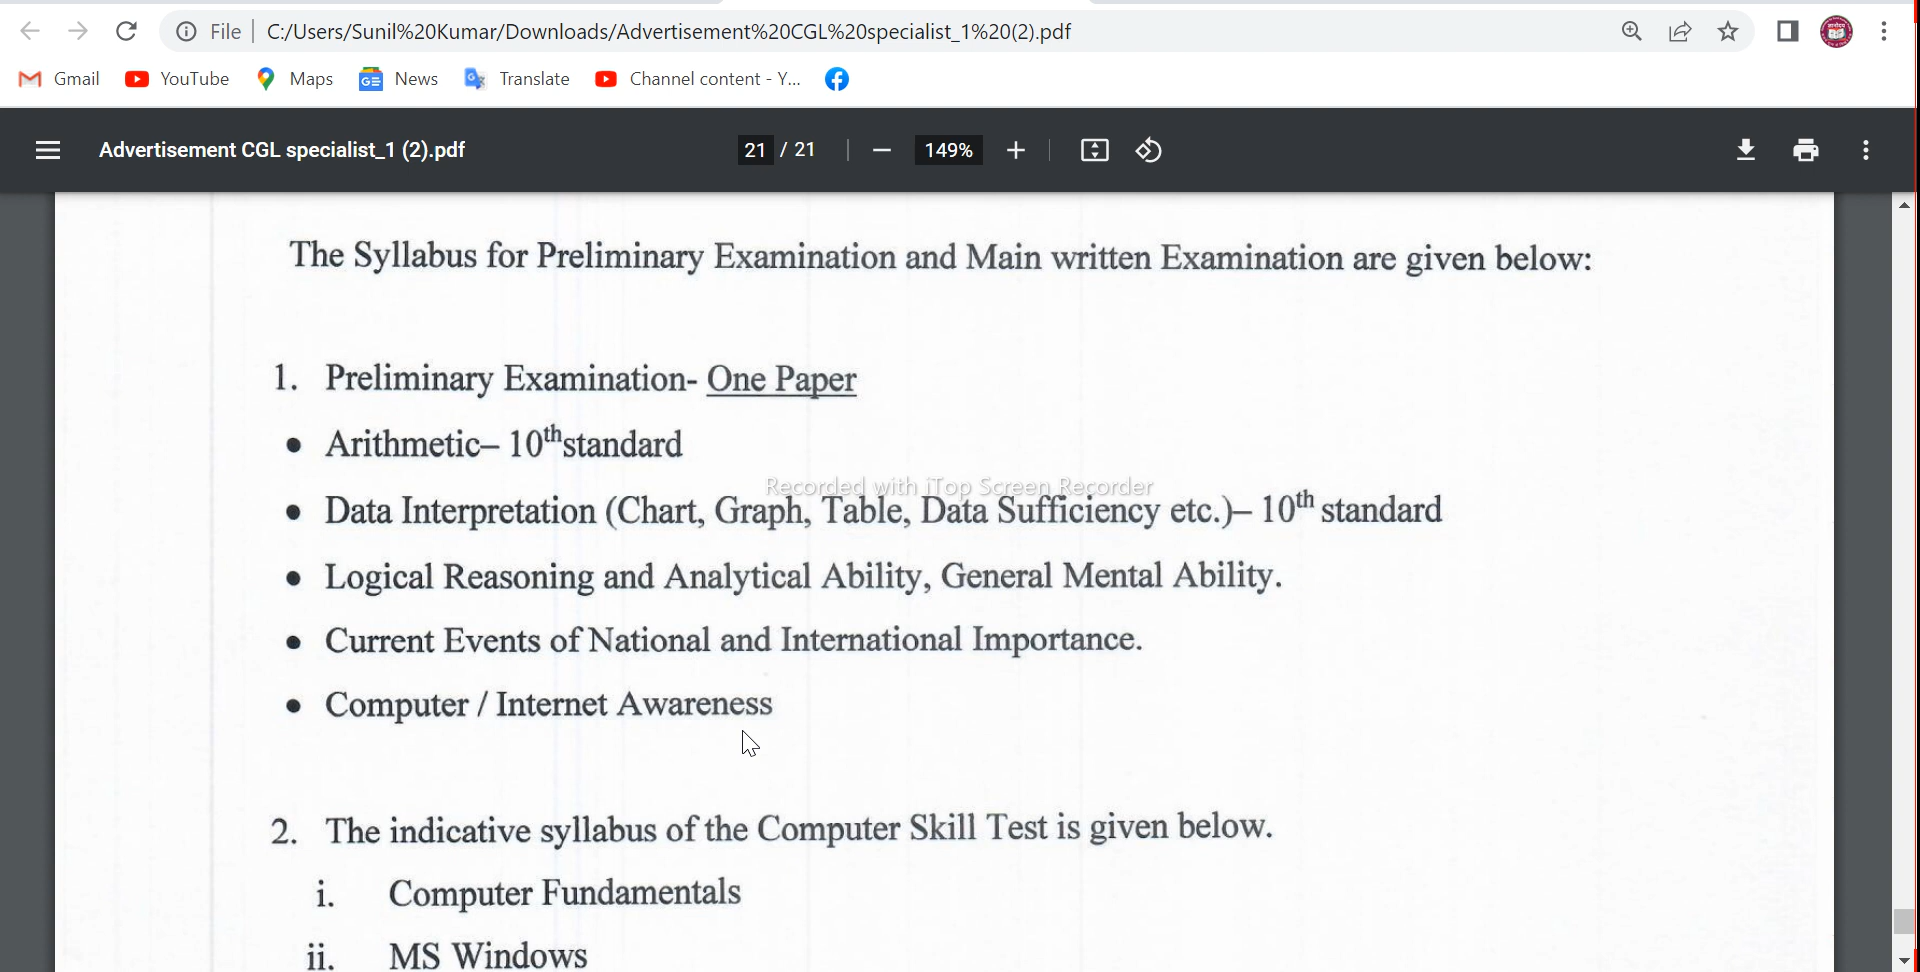 File C:/Users/Sunil%20Kumar/Downloads/Advertisement%20CGL%20specialist_1%20(2).pdf
Gmail YouTube Maps News Translate Channel content - Y...
Advertisement CGL specialist_1 (2).pdf 21 / 21 149%
The Syllabus for Preliminary Examination and Main written Examination are given below:
1. Preliminary Examination- One Paper
• Arithmetic– 10th standard
Recorded with iTop Screen Recorder
• Data Interpretation (Chart, Graph, Table, Data Sufficiency etc.)– 10th standard
• Logical Reasoning and Analytical Ability, General Mental Ability.
• Current Events of National and International Importance.
• Computer / Internet Awareness
2. The indicative syllabus of the Computer Skill Test is given below.
i. Computer Fundamentals
ii. MS Windows